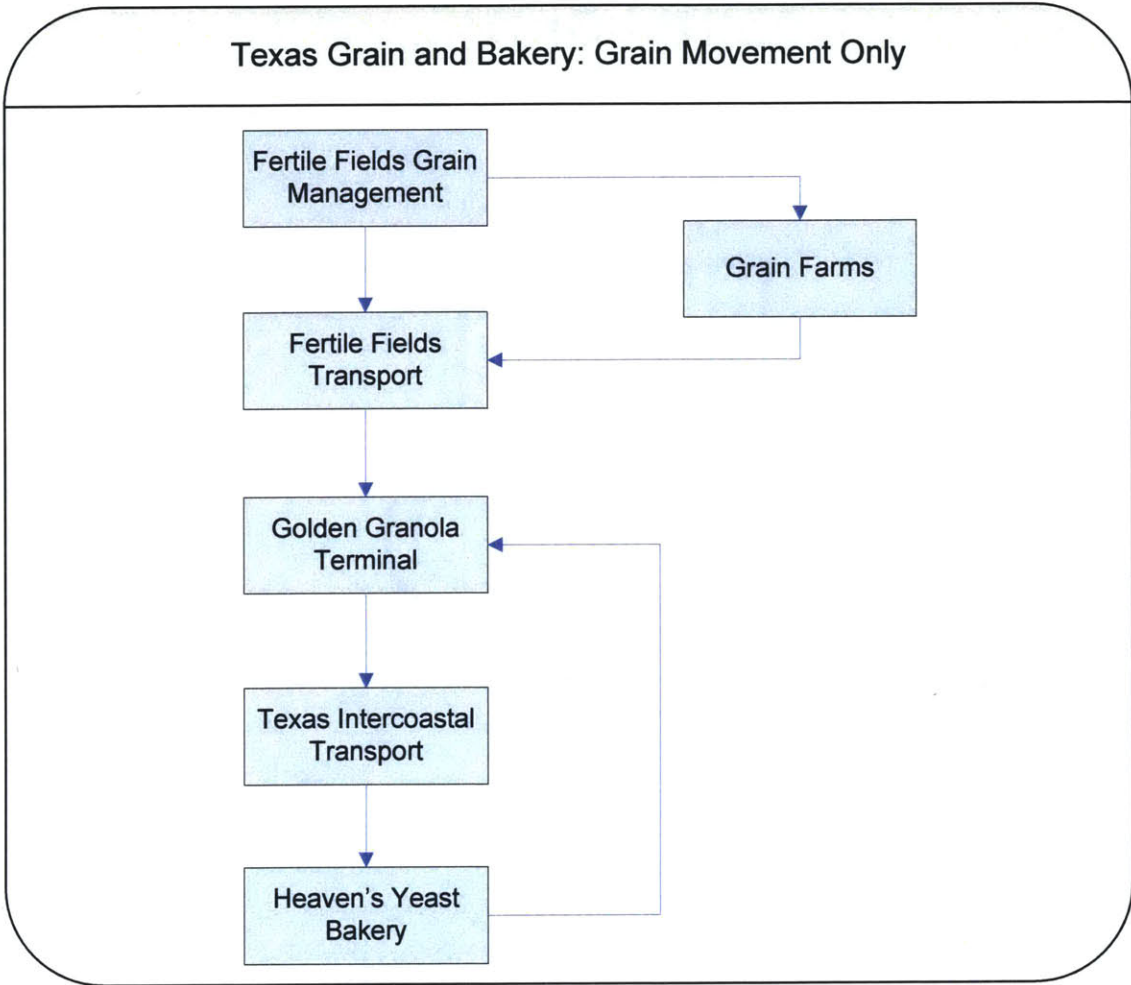 Texas Grain and Bakery: Grain Movement Only
Fertile Fields Grain
Management
Grain Farms
Fertile Fields
Transport
Golden Granola
Terminal
Texas Intercoastal
Transport
Heaven's Yeast
Bakery